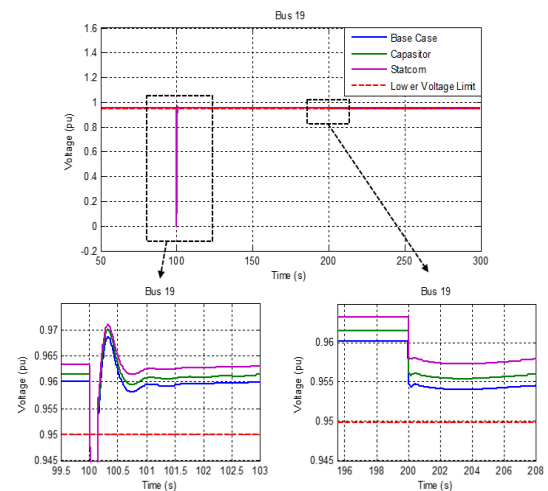 Bus 19
1.6
1.4
1.2
1
0.8
0.6
0.4
0.2
0
-0.2
Voltage (pu)
Base Case
Capasitor
Statcom
Lower Voltage Limit
50 100 150 200 250 300
Time (s)
Bus 19
0.97
0.965
0.96
0.955
0.95
0.945
Voltage (pu)
99.5 100 100.5 101 101.5 102 102.5 103
Time (s)
Bus 19
0.96
0.955
0.95
0.945
Voltage (pu)
196 198 200 202 204 206 208
Time (s)